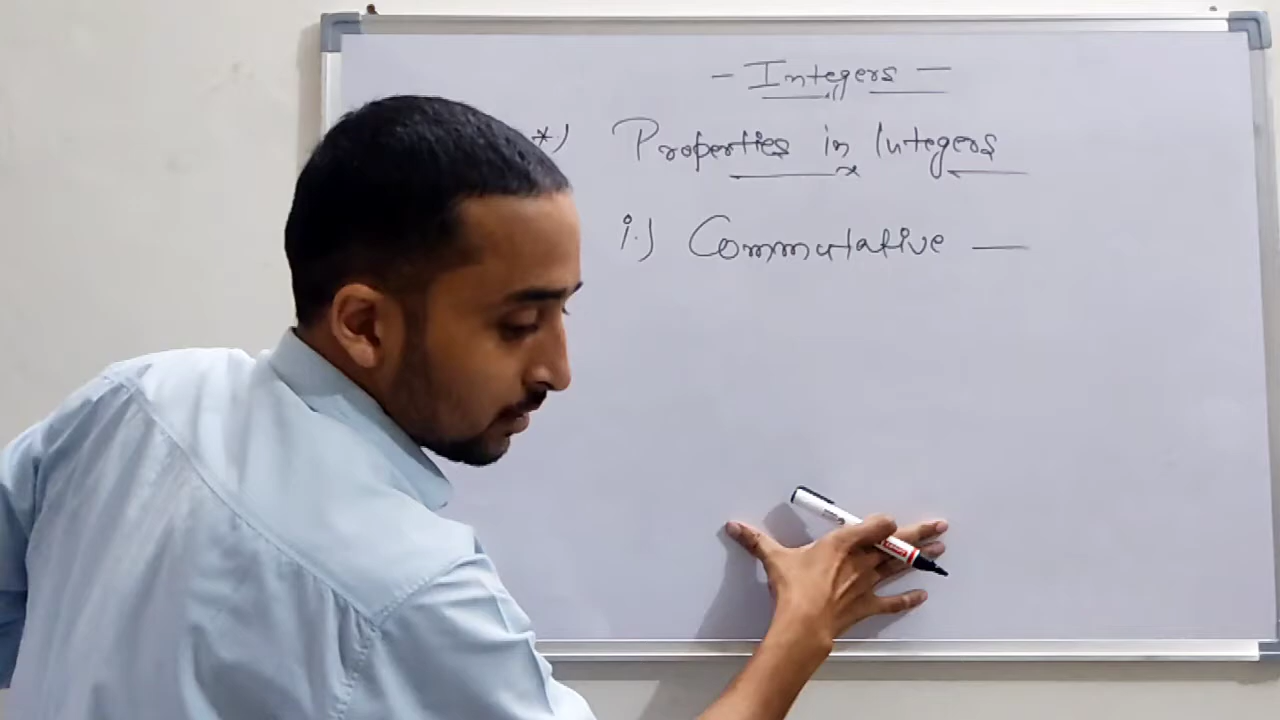 - Integers -
*.) Properties in Integers
i.) Commutative —